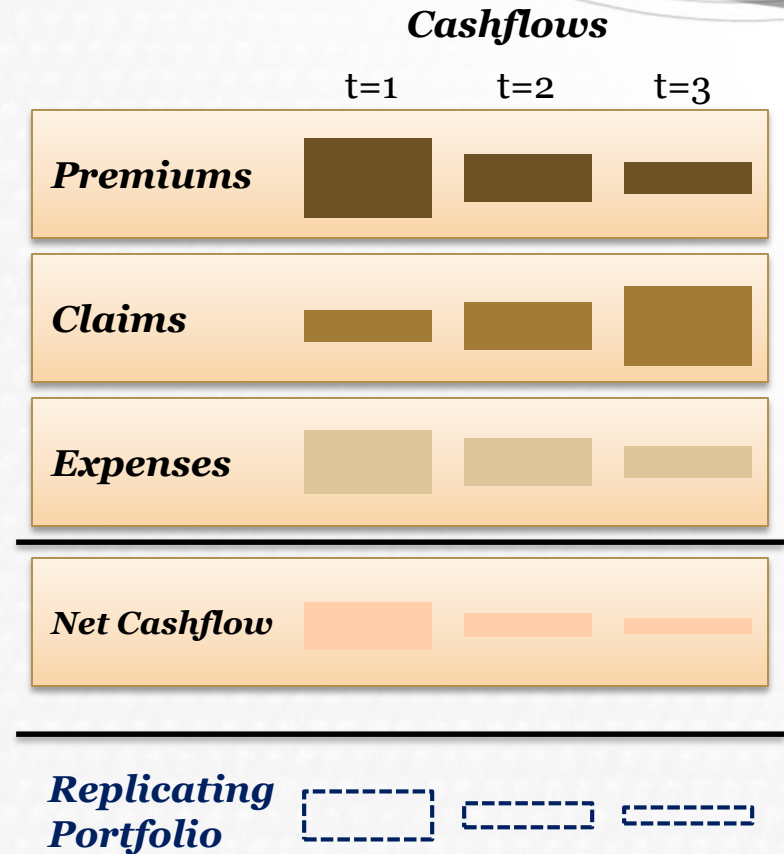 Cashflows
t=1 t=2 t=3
Premiums
Claims
Expenses
Net Cashflow
Replicating
Portfolio